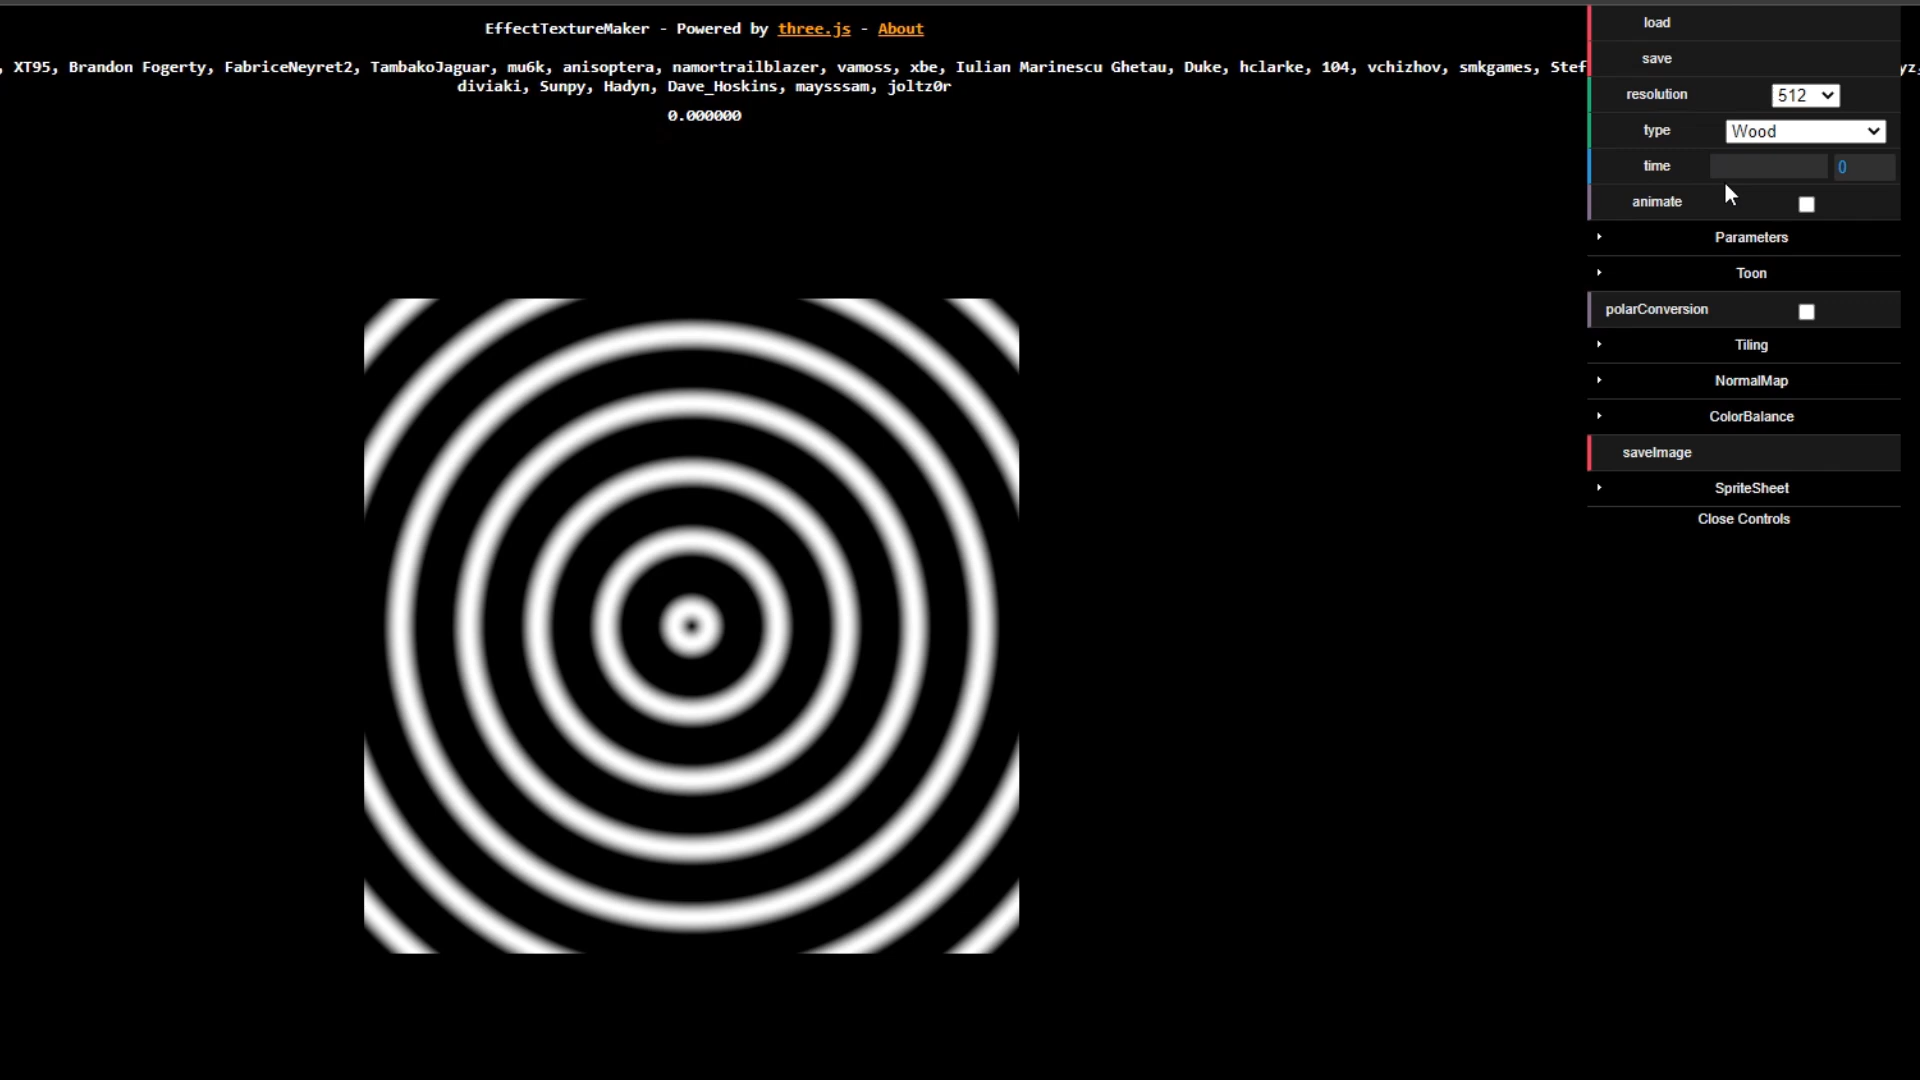 EffectTextureMaker - Powered by three.js - About
, XT95, Brandon Fogerty, FabriceNeyret2, TambakoJaguar, mu6k, anisoptera, namortrailblazer, vamoss, xbe, Iulian Marinescu Ghetau, Duke, hclarke, 104, vchizhov, smkgames, Stef
yz,
diviaki, Sunpy, Hadyn, Dave_Hoskins, maysssam, joltz0r
0.000000
load
save
resolution 512
type Wood
time 0
animate
Parameters
Toon
polarConversion
Tiling
NormalMap
ColorBalance
saveImage
SpriteSheet
Close Controls